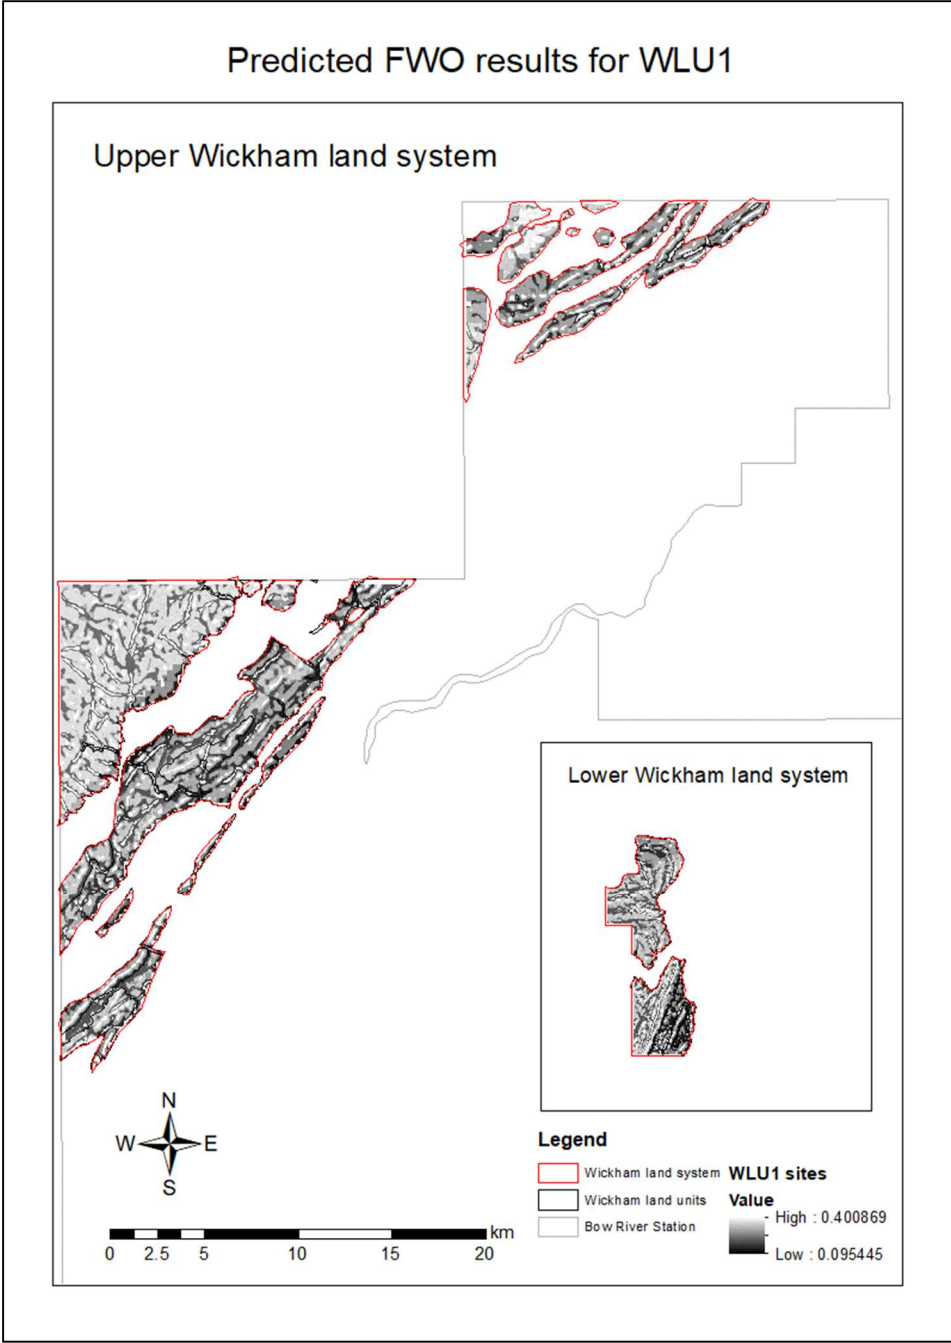 Predicted FWO results for WLU1
Upper Wickham land system
Lower Wickham land system
N
W E
S
km
0 2.5 5 10 15 20
Legend
Wickham land system
Wickham land units
Bow River Station
WLU1 sites
Value
High : 0.400869
Low : 0.095445